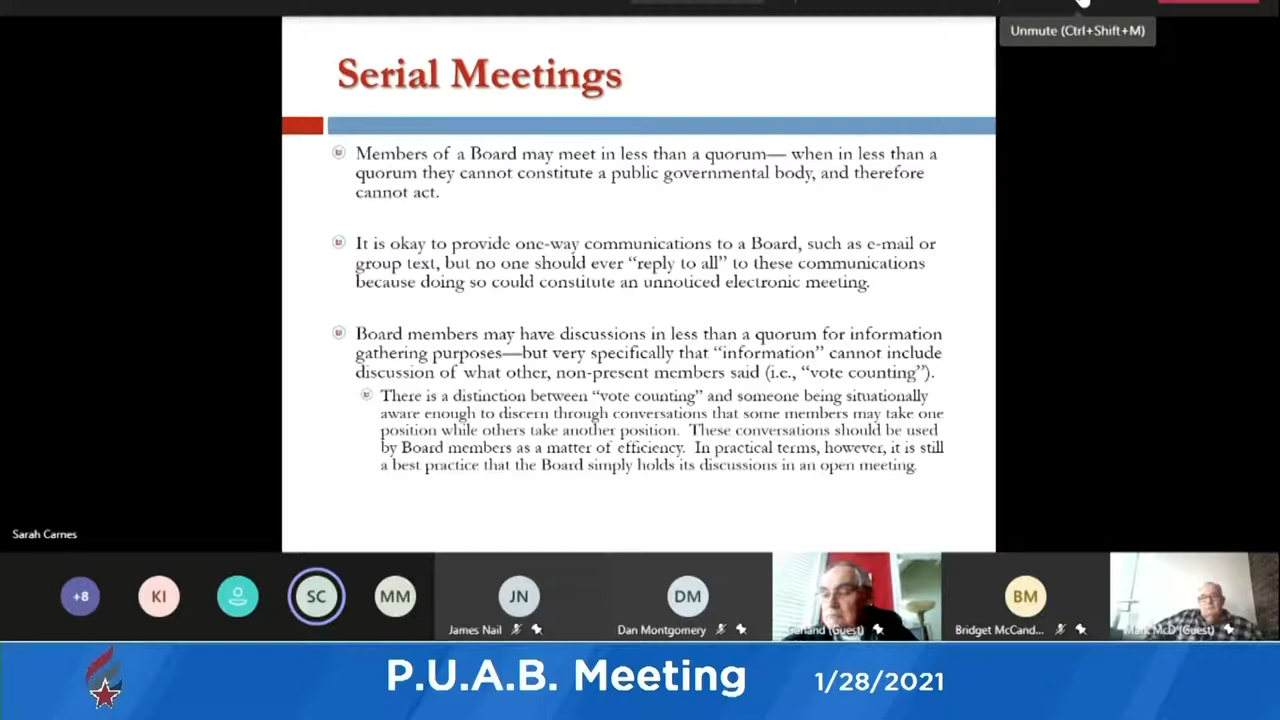 Unmute (Ctrl+Shift+M)
Serial Meetings
Members of a Board may meet in less than a quorum— when in less than a
quorum they cannot constitute a public governmental body, and therefore
cannot act.
It is okay to provide one-way communications to a Board, such as e-mail or
group text, but no one should ever “reply to all” to these communications
because doing so could constitute an unnoticed electronic meeting.
Board members may have discussions in less than a quorum for information
gathering purposes—but very specifically that “information” cannot include
discussion of what other, non-present members said (i.e., “vote counting”).
There is a distinction between “vote counting” and someone being situationally
aware enough to discern through conversations that some members may take one
position while others take another position. These conversations should be used
by Board members as a matter of efficiency. In practical terms, however, it is still
a best practice that the Board simply holds its discussions in an open meeting.
Sarah Carnes
+8
KI
SC
MM
JN
DM
BM
James Nail
Dan Montgomery
(Guest)
Bridget McCand...
Mark McD (Guest)
P.U.A.B. Meeting
1/28/2021